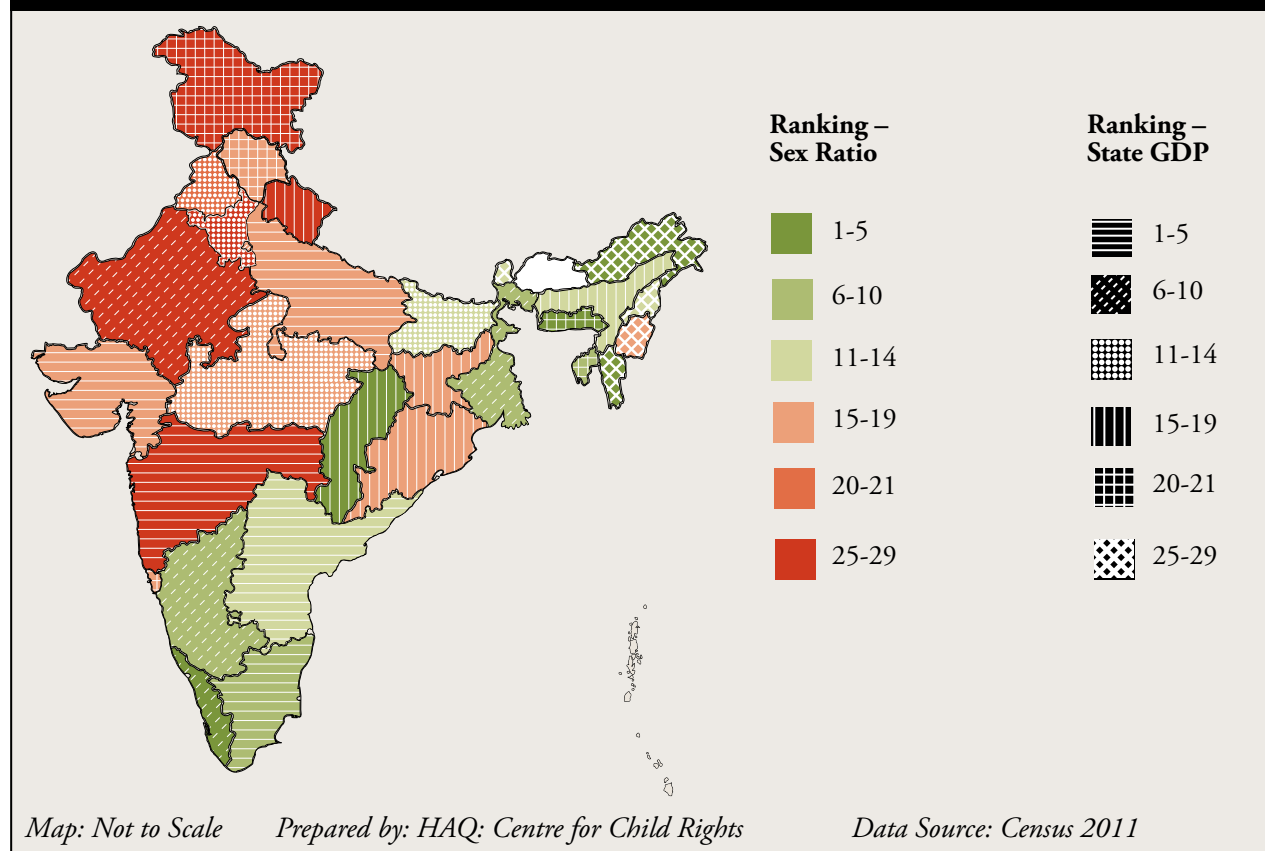 Ranking –
Sex Ratio
1-5
6-10
11-14
15-19
20-21
25-29
Ranking –
State GDP
1-5
6-10
11-14
15-19
20-21
25-29
Map: Not to Scale
Prepared by: HAQ: Centre for Child Rights
Data Source: Census 2011